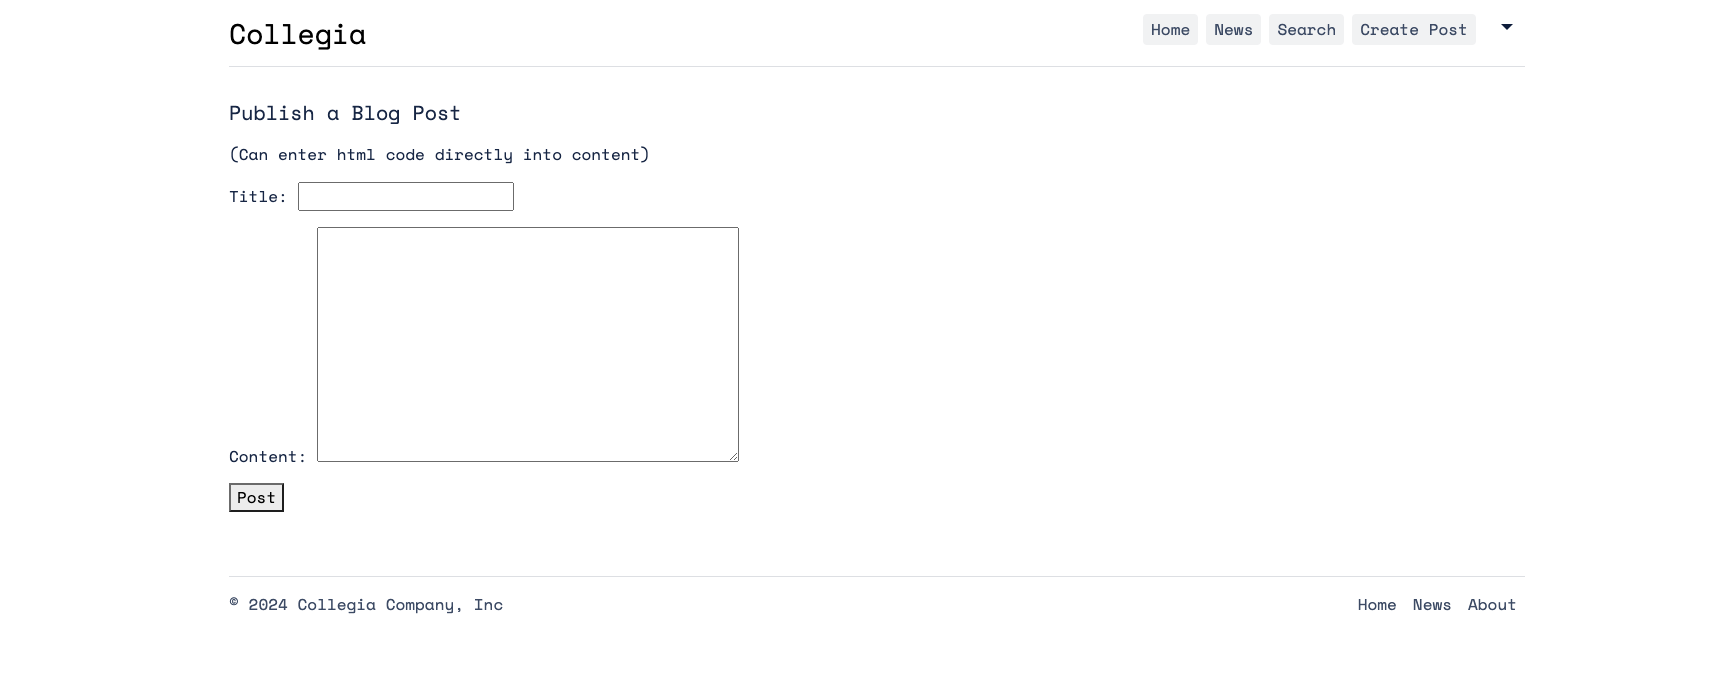 Collegia
Home News Search Create Post
Publish a Blog Post
(Can enter html code directly into content)
Title:
Content:
Post
© 2024 Collegia Company, Inc
Home News About